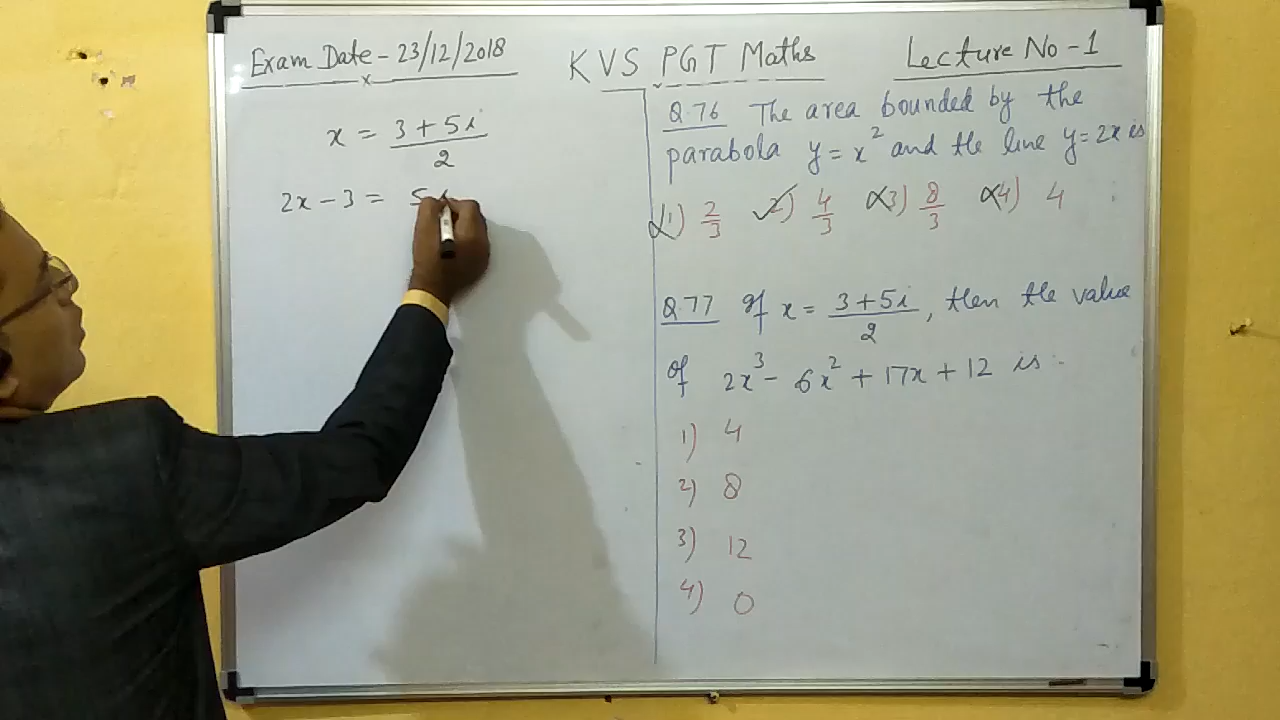 Exam Date - 23/12/2018
KVS PGT Maths
Lecture No - 1
x = 3 + 5i / 2
2x - 3 = 5i
Q.76 The area bounded by the
parabola y = x² and the line y = 2x is
1) 2/3 2) 4/3 3) 8/3 4) 4
Q.77 If x = 3 + 5i / 2, then the value
of 2x³ - 6x² + 17x + 12 is :-
1) 4
2) 8
3) 12
4) 0